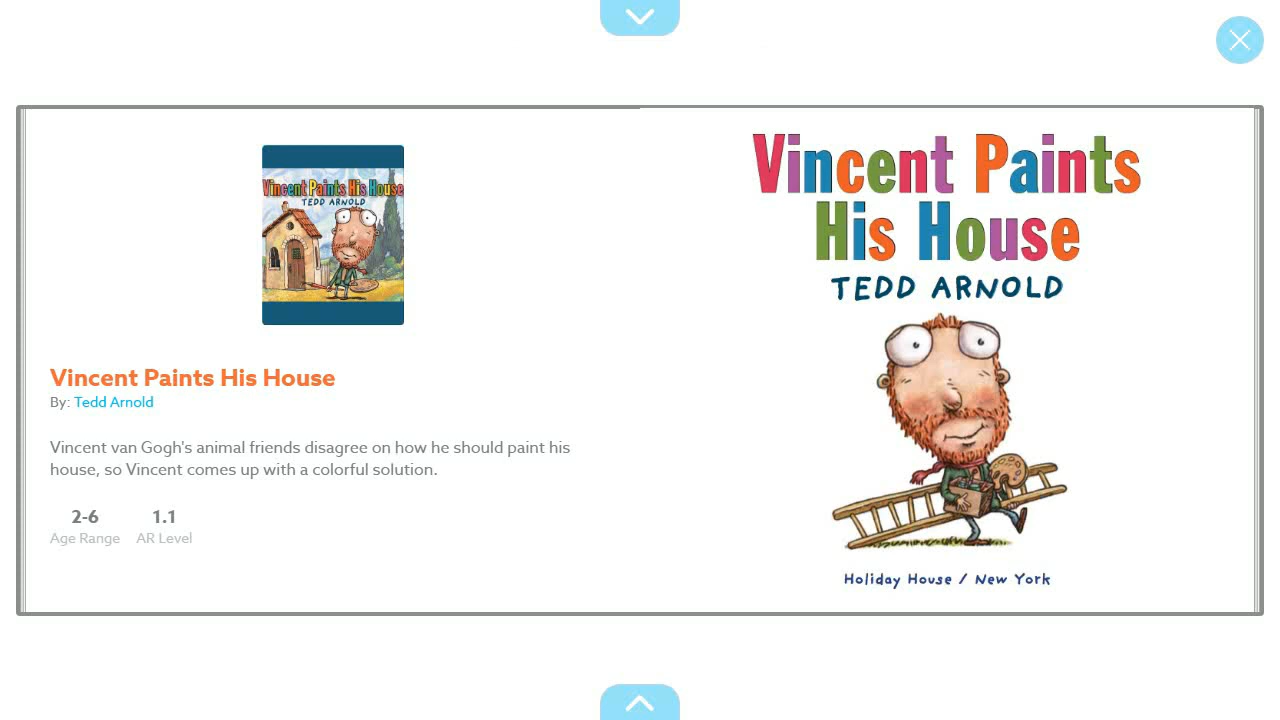 Vincent Paints His House
TEDD ARNOLD
Vincent Paints His House
By: Tedd Arnold
Vincent van Gogh's animal friends disagree on how he should paint his
house, so Vincent comes up with a colorful solution.
2-6 1.1
Age Range AR Level
Vincent Paints
His House
TEDD ARNOLD
Holiday House / New York